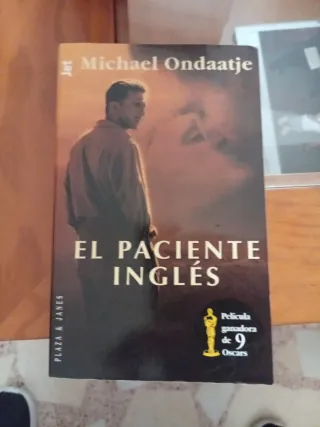 Jet
Michael Ondaatje
EL PACIENTE
INGLÉS
PLAZA & JANES
Película
ganadora
de 9
Oscars